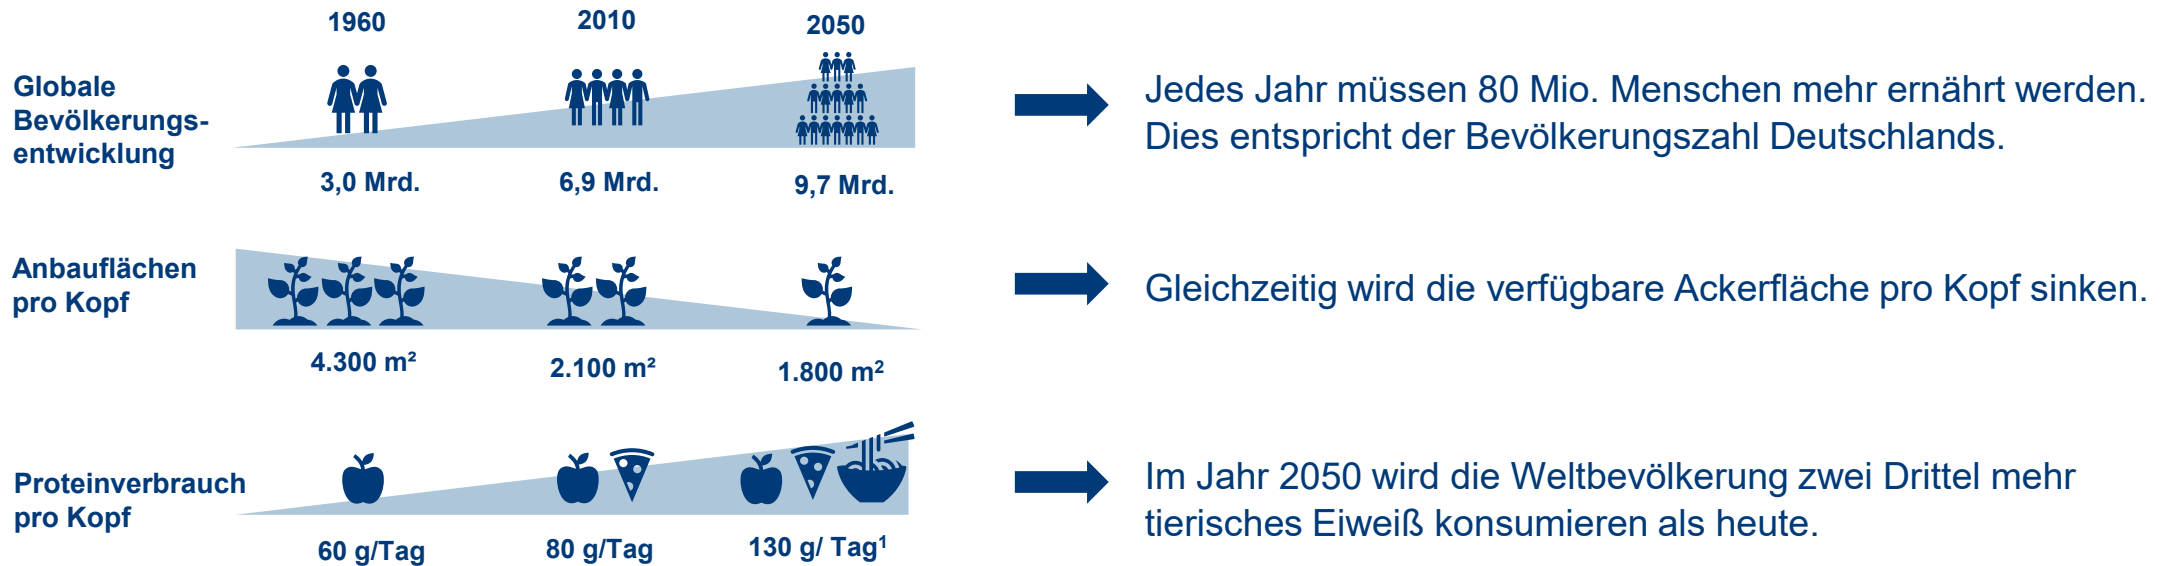 1960
2010
2050
Globale
Bevölkerungs-
entwicklung
3,0 Mrd.
6,9 Mrd.
9,7 Mrd.
Jedes Jahr müssen 80 Mio. Menschen mehr ernährt werden.
Dies entspricht der Bevölkerungszahl Deutschlands.
Anbauflächen
pro Kopf
4.300 m²
2.100 m²
1.800 m²
Gleichzeitig wird die verfügbare Ackerfläche pro Kopf sinken.
Proteinverbrauch
pro Kopf
60 g/Tag
80 g/Tag
130 g/ Tag¹
Im Jahr 2050 wird die Weltbevölkerung zwei Drittel mehr
tierisches Eiweiß konsumieren als heute.